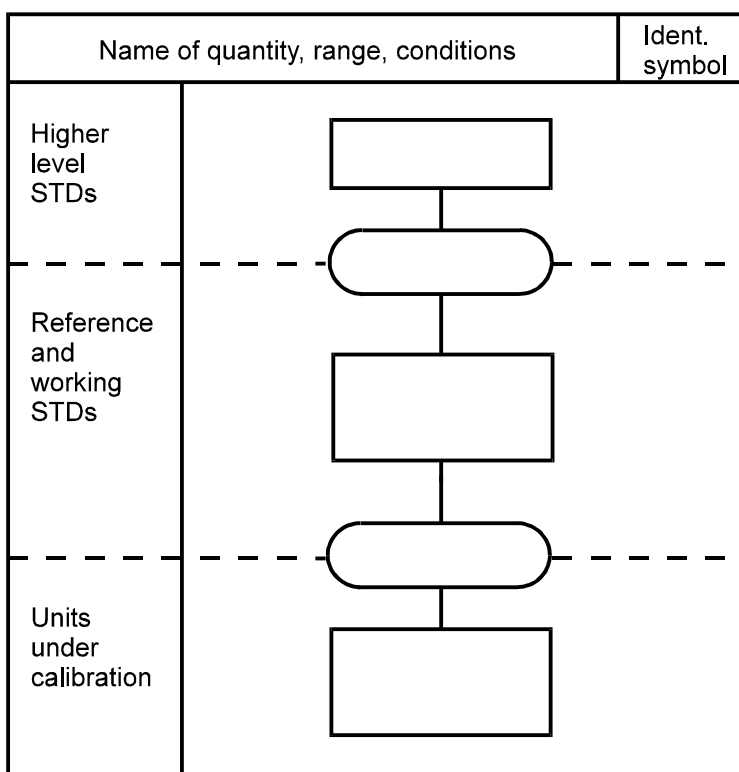 Name of quantity, range, conditions
Ident.
symbol
Higher
level
STDs
Reference
and
working
STDs
Units
under
calibration